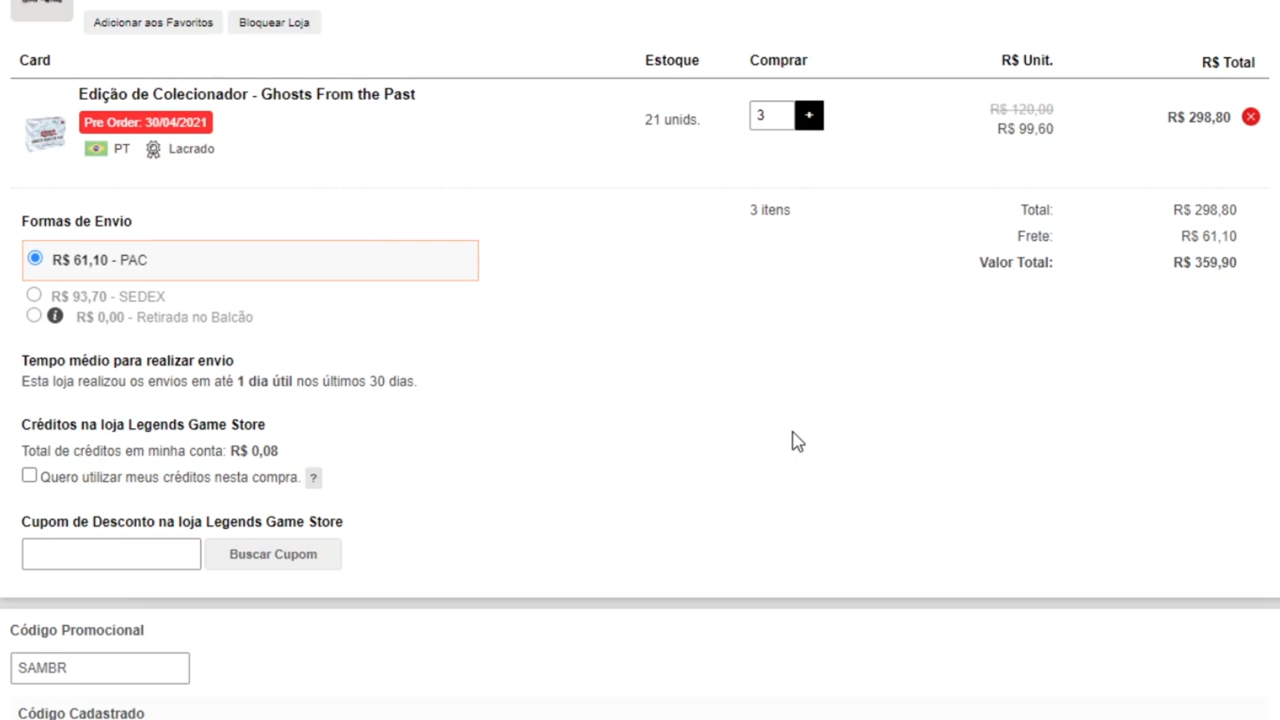 Adicionar aos Favoritos Bloquear Loja
Card Estoque Comprar R$ Unit. R$ Total
Edição de Colecionador - Ghosts From the Past
Pre Order: 30/04/2021
PT Lacrado
21 unids.
3 +
R$ 120,00
R$ 99,60
R$ 298,80
Formas de Envio
R$ 61,10 - PAC
R$ 93,70 - SEDEX
R$ 0,00 - Retirada no Balcão
3 itens Total: R$ 298,80
Frete: R$ 61,10
Valor Total: R$ 359,90
Tempo médio para realizar envio
Esta loja realizou os envios em até 1 dia útil nos últimos 30 dias.
Créditos na loja Legends Game Store
Total de créditos em minha conta: R$ 0,08
Quero utilizar meus créditos nesta compra. ?
Cupom de Desconto na loja Legends Game Store
Buscar Cupom
Código Promocional
SAMBR
Código Cadastrado